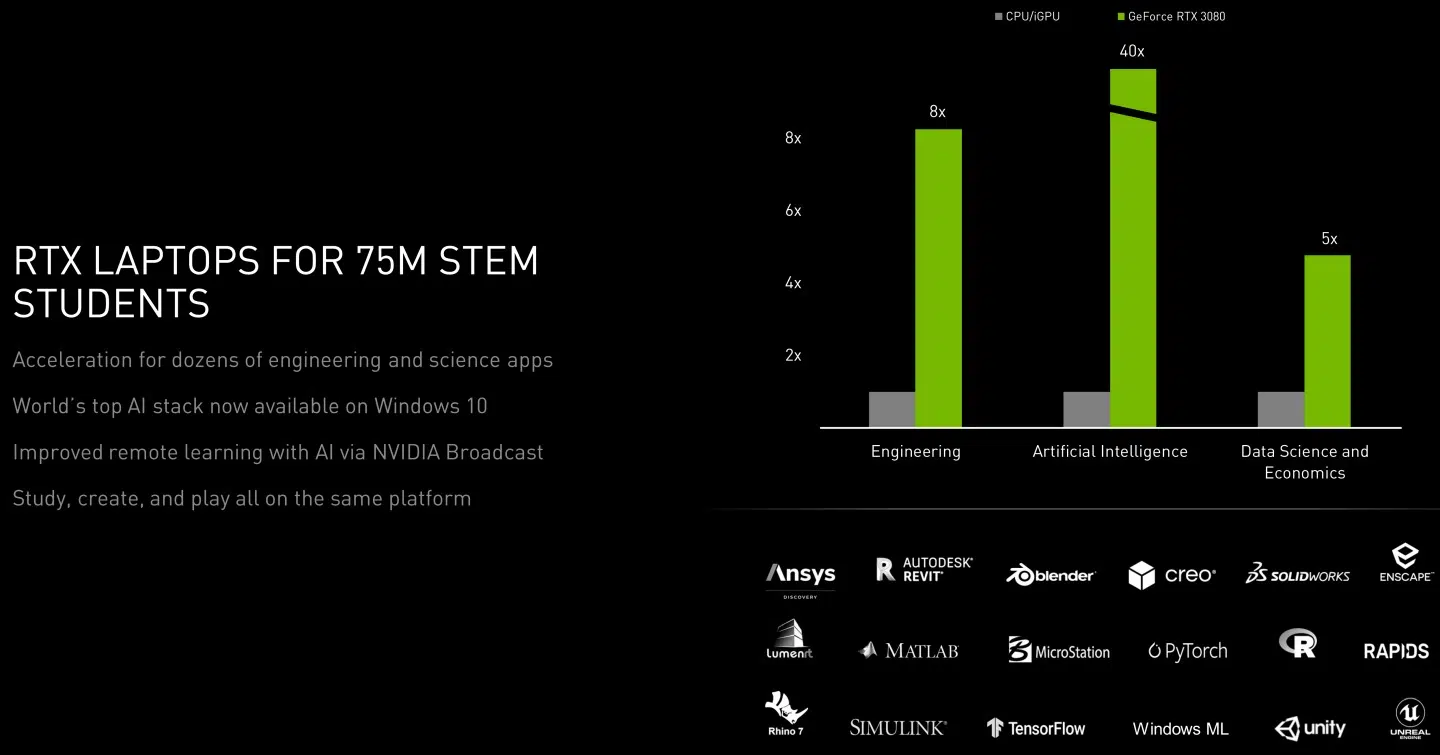 RTX LAPTOPS FOR 75M STEM
STUDENTS
Acceleration for dozens of engineering and science apps
World's top AI stack now available on Windows 10
Improved remote learning with AI via NVIDIA Broadcast
Study, create, and play all on the same platform
CPU/iGPU GeForce RTX 3080
40x
8x
8x
6x
5x
4x
2x
Engineering Artificial Intelligence Data Science and
Economics
Ansys
DISCOVERY
AUTODESK®
REVIT®
blender
creo®
3DS SOLIDWORKS
ENSCAPE™
lumenrt
MATLAB
MicroStation
PyTorch
R
RAPIDS
Rhino 7
SIMULINK®
TensorFlow
Windows ML
unity
UNREAL
ENGINE